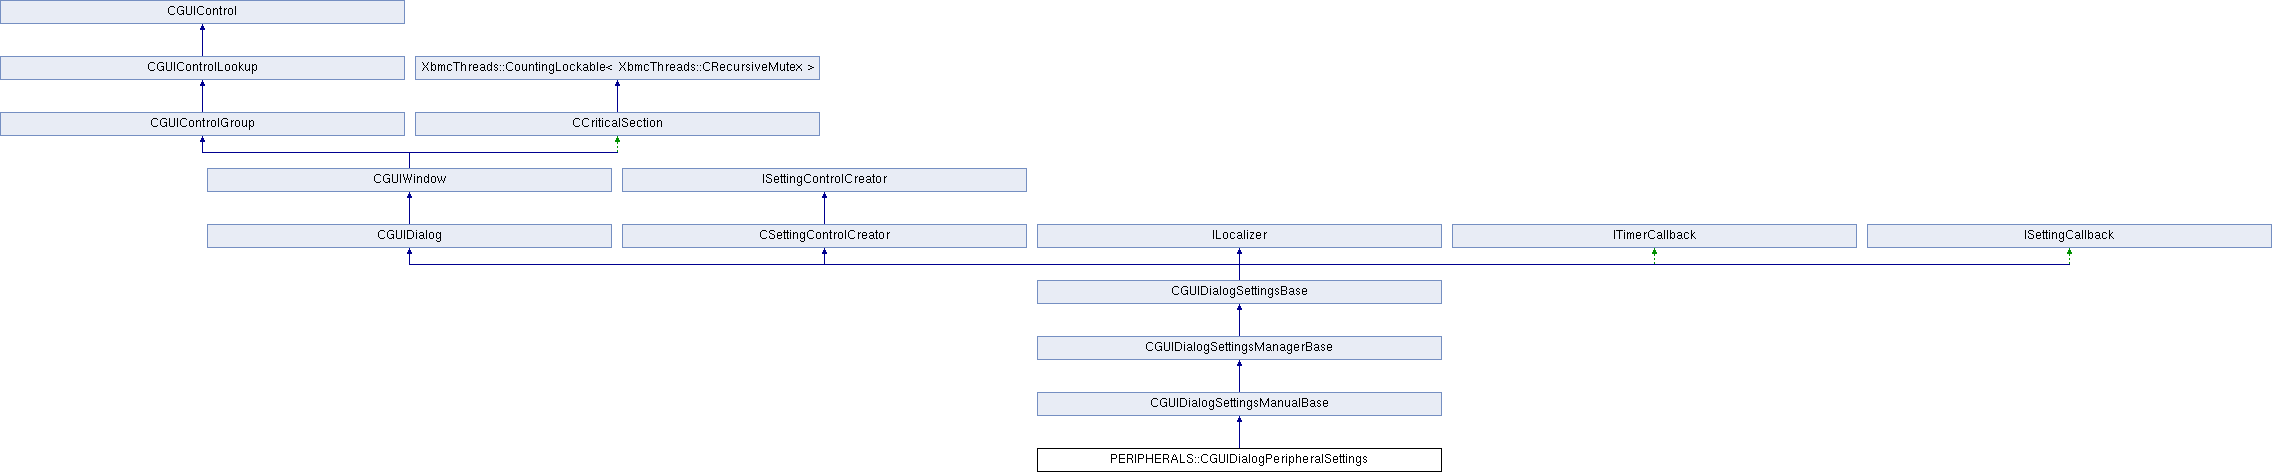 CGUIControl
CGUIControlLookup
XbmcThreads::CountingLockable< XbmcThreads::CRecursiveMutex >
CGUIControlGroup
CCriticalSection
CGUIWindow
ISettingControlCreator
CGUIDialog
CSettingControlCreator
ILocalizer
ITimerCallback
ISettingCallback
CGUIDialogSettingsBase
CGUIDialogSettingsManagerBase
CGUIDialogSettingsManualBase
PERIPHERALS::CGUIDialogPeripheralSettings